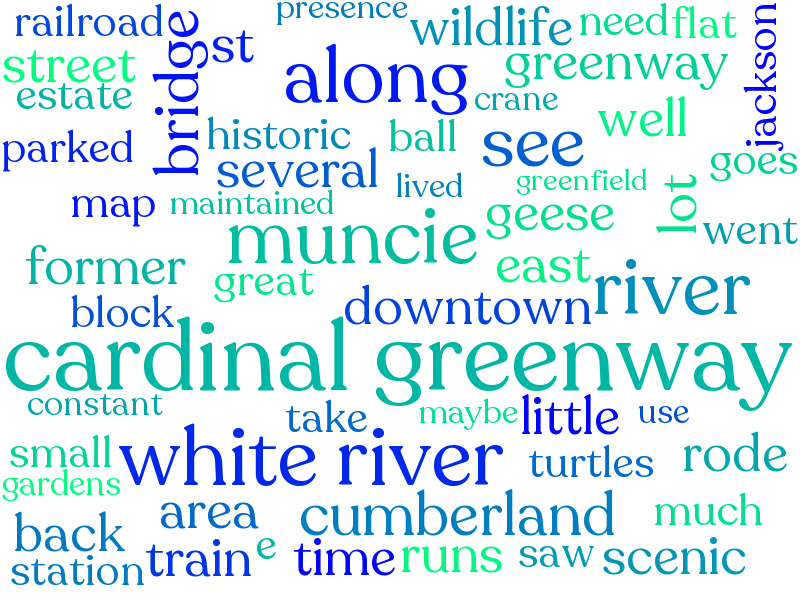 railroad
presence
wildlife
need
flat
jackson
street
bridge
st
along
greenway
estate
crane
well
parked
historic
ball
see
goes
several
lived
greenfield
map
maintained
lot
geese
went
muncie
former
great
east
river
block
downtown
cardinal greenway
constant
take
maybe
little
use
small
white river
turtles
rode
gardens
back
area
cumberland
much
station
train
e
time
runs
saw
scenic